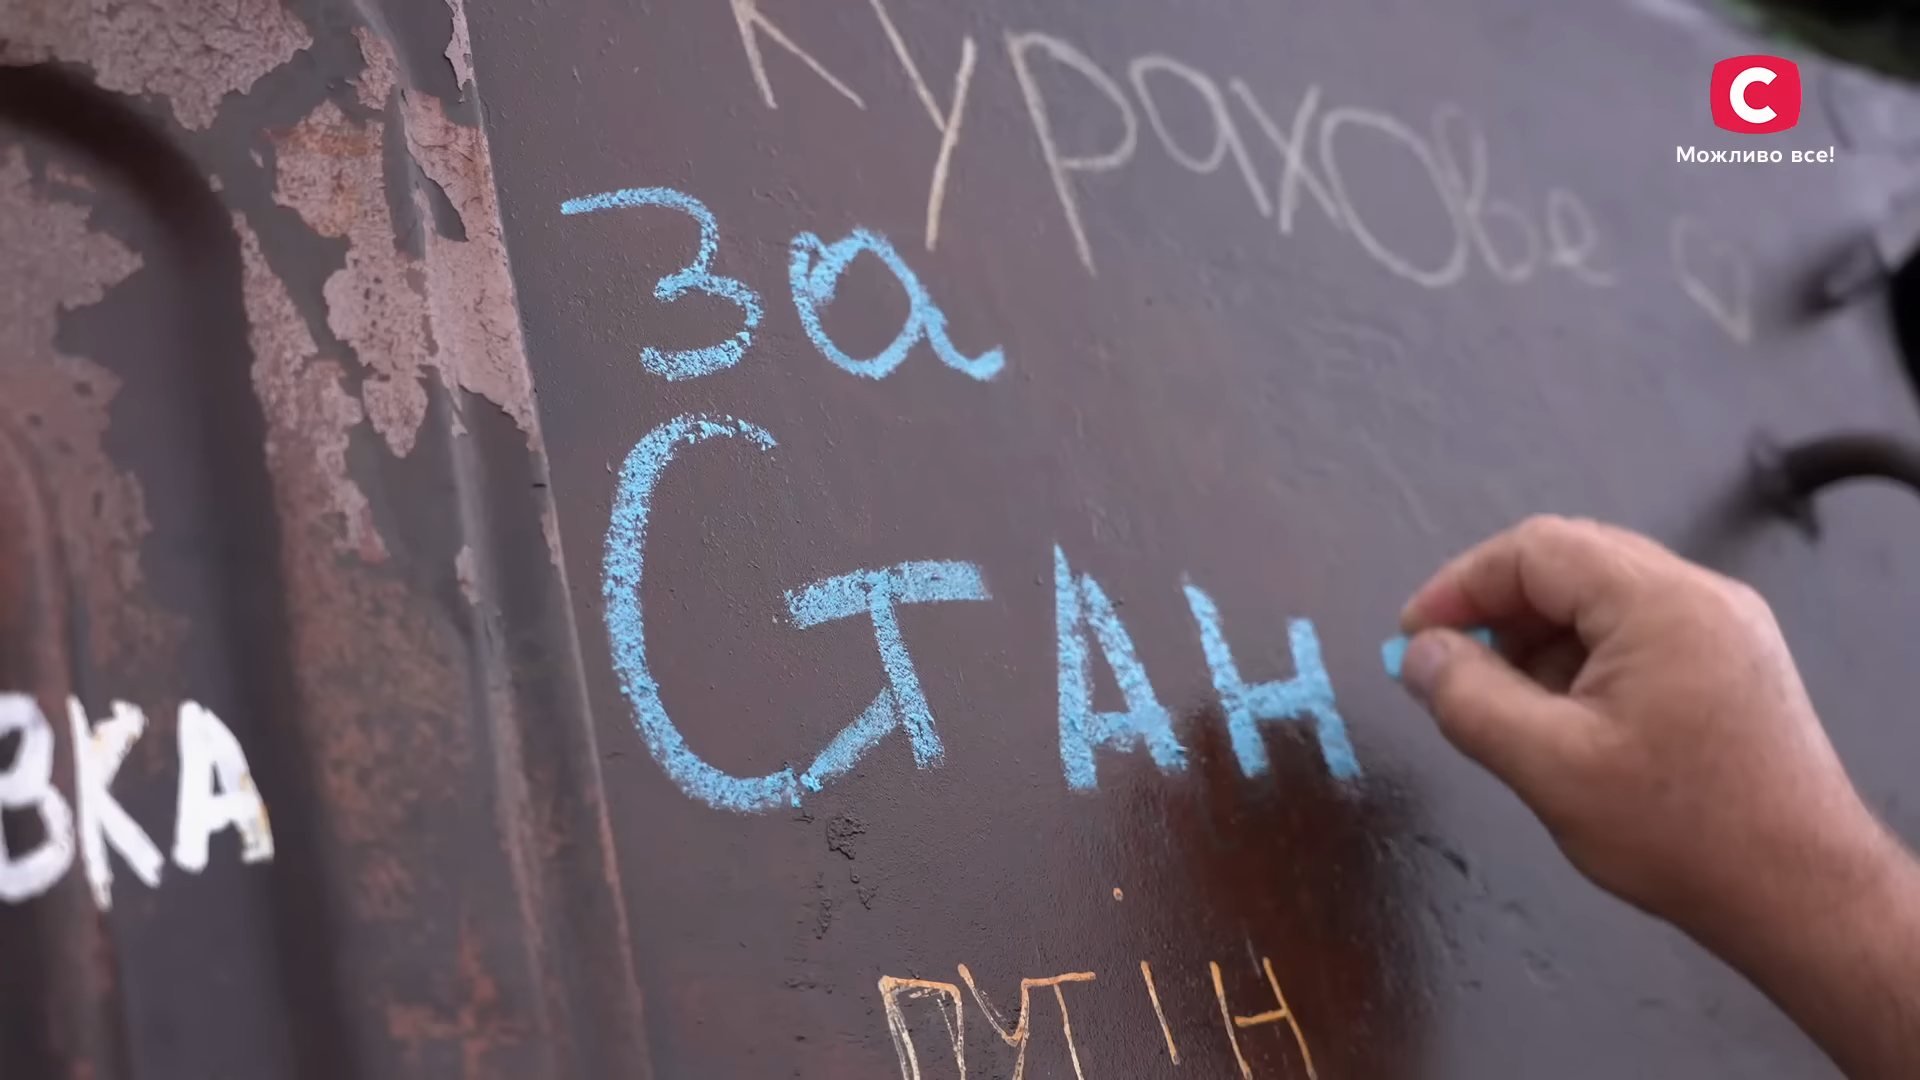 Курахове
С
Можливо все!
За
СТАН
ВКА
ПУТІН